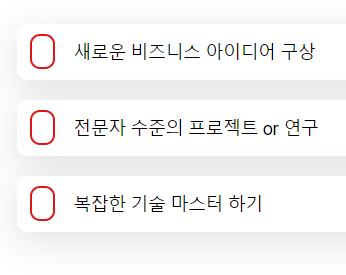 새로운 비즈니스 아이디어 구상
전문자 수준의 프로젝트 or 연구
복잡한 기술 마스터 하기